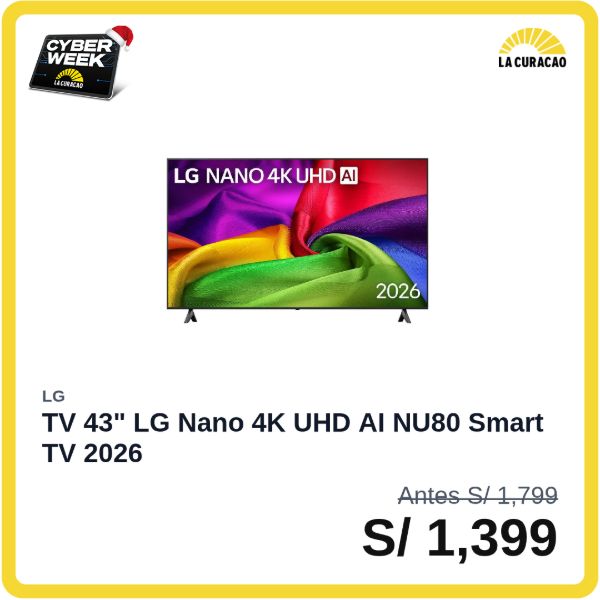 CYBER
WEEK
LA CURACAO
LA CURACAO
LG NANO 4K UHD AI
2026
LG
TV 43" LG Nano 4K UHD AI NU80 Smart
TV 2026
Antes S/ 1,799
S/ 1,399